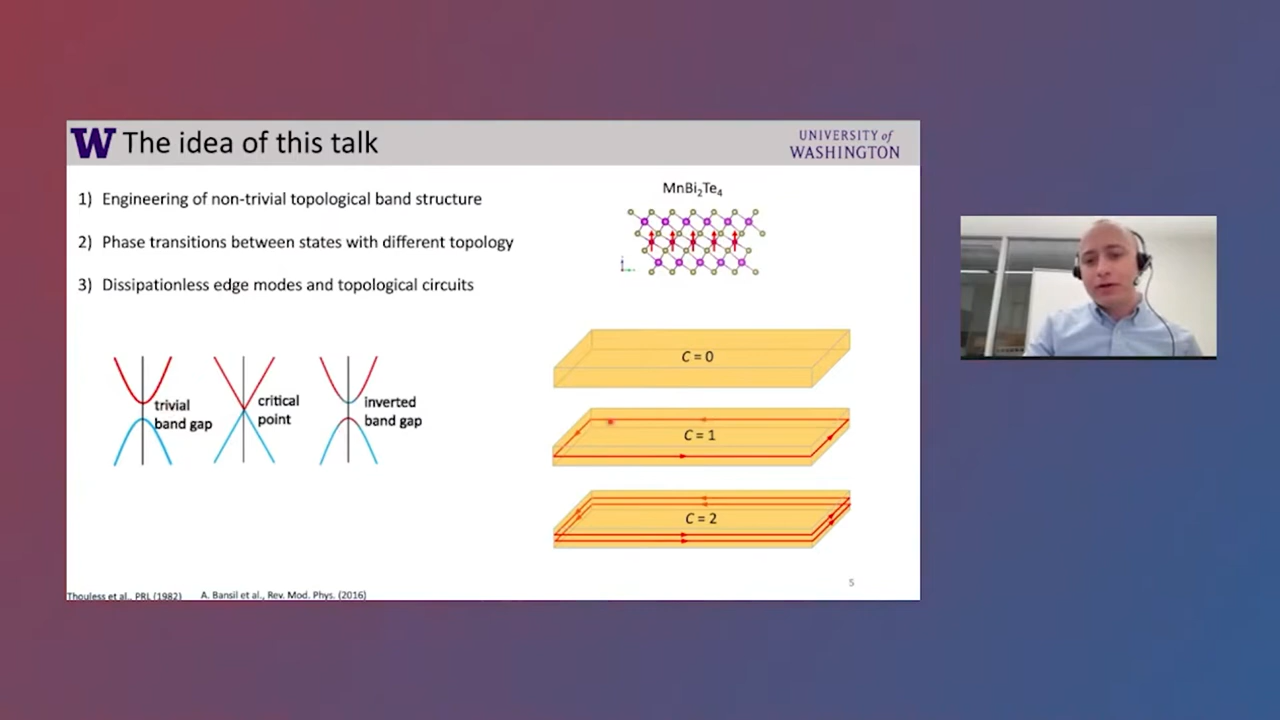 W The idea of this talk
UNIVERSITY of
WASHINGTON
1) Engineering of non-trivial topological band structure
2) Phase transitions between states with different topology
3) Dissipationless edge modes and topological circuits
MnBi₂Te₄
trivial
band gap
critical
point
inverted
band gap
C = 0
C = 1
C = 2
5
Thouless et al., PRL (1982) A. Bansil et al., Rev. Mod. Phys. (2016)